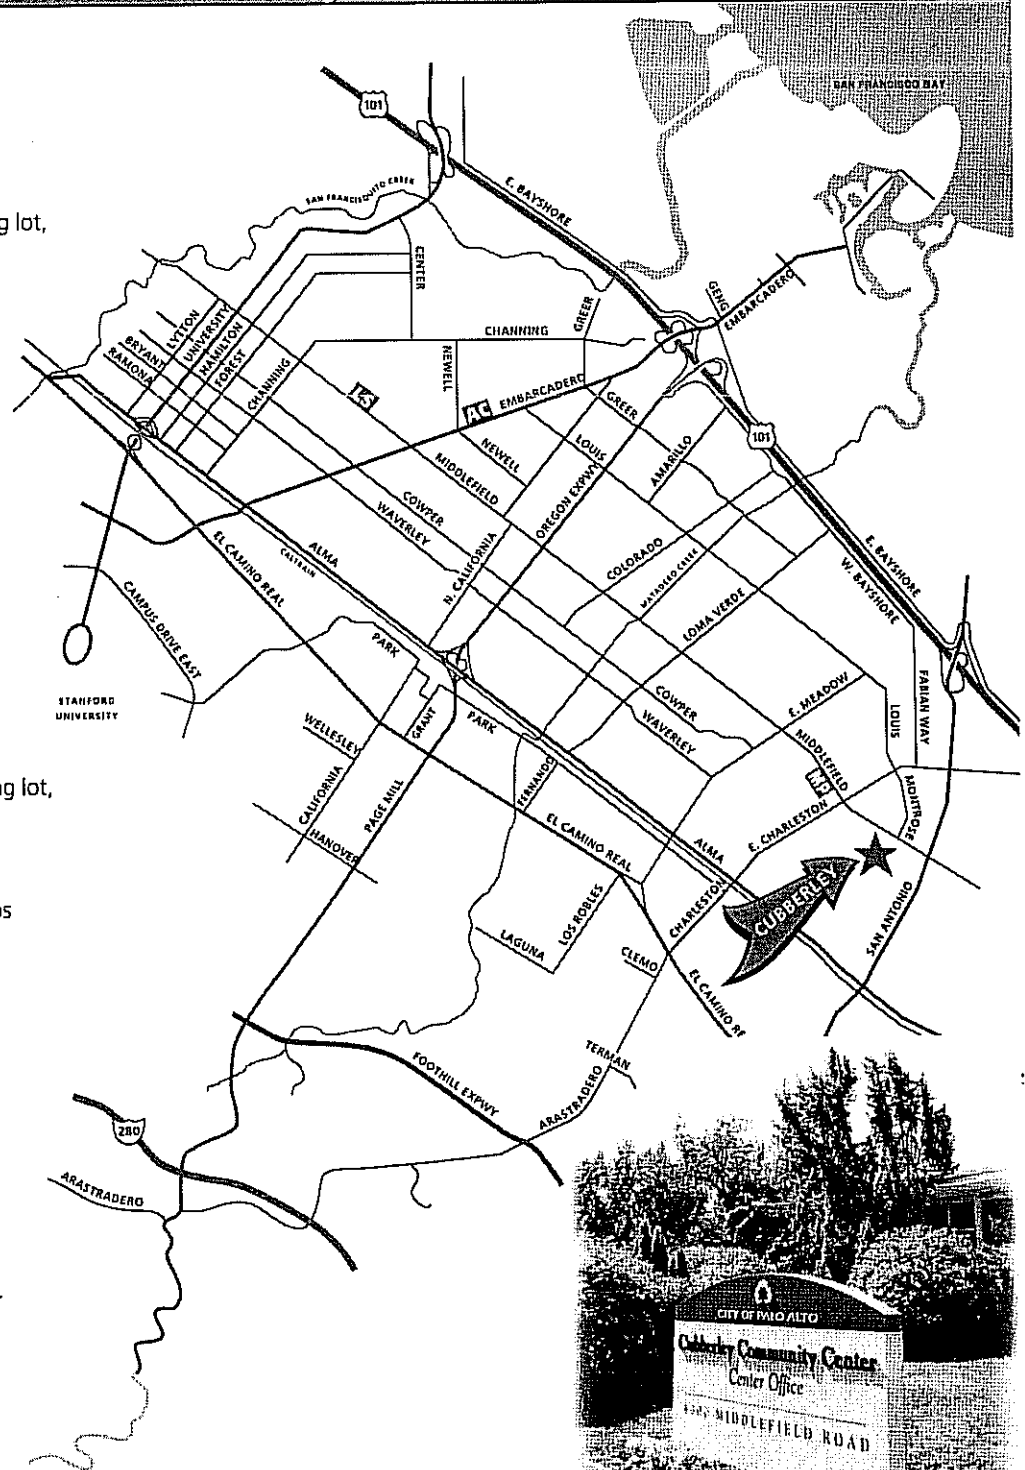 SAN FRANCISCO BAY
101
E. BAYSHORE
SAN FRANCISQUITO CREEK
g lot,
CENTER
GREER
GENG
EMBARCADERO
CHANNING
LYTTON
UNIVERSITY
HAMILTON
FOREST
BRYANT
RAMONA
CHANNING
NEWELL
AC
EMBARCADERO
GREER
101
NEWELL
LOUIS
AMARILLO
MIDDLEFIELD
OREGON EXPWY
COWPER
WAVERLEY
ALMA
CALTRAIN
EL CAMINO REAL
N. CALIFORNIA
COLORADO
MATADERO CREEK
LOMA VERDE
E. BAYSHORE
W. BAYSHORE
CAMPUS DRIVE EAST
PARK
STANFORD
UNIVERSITY
WELLESLEY
GRANT
PARK
COWPER
WAVERLEY
E. MEADOW
LOUIS
FABIAN WAY
MIDDLEFIELD
MP
MONTROSE
g lot,
CALIFORNIA
PAGE MILL
FERNANDO
HANOVER
EL CAMINO REAL
ALMA
E. CHARLESTON
CUBBERLEY
SAN ANTONIO
CHARLESTON
LOS ROBLES
LAGUNA
CLEMO
EL CAMINO RE
TERMAN
FOOTHILL EXPWY
ARASTRADERO
280
ARASTRADERO
CITY OF PALO ALTO
Cubberley Community Center
Center Office
MIDDLEFIELD ROAD